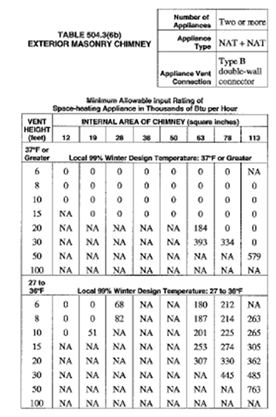 TABLE 504.3(6b)
EXTERIOR MASONRY CHIMNEY
Number of Appliances Two or more
Appliance Type NAT + NAT
Appliance Vent Connection Type B double-wall connector
Minimum Allowable Input Rating of
Space-heating Appliance in Thousands of Btu per Hour
VENT HEIGHT (feet) INTERNAL AREA OF CHIMNEY (square inches)
12 19 28 38 50 63 78 113
37°F or Greater Local 99% Winter Design Temperature: 37°F or Greater
6 0 0 0 0 0 0 0 NA
8 0 0 0 0 0 0 0 0
10 0 0 0 0 0 0 0 0
15 NA 0 0 0 0 0 0 0
20 NA NA NA NA NA 184 0 0
30 NA NA NA NA NA 393 334 0
50 NA NA NA NA NA NA NA 579
100 NA NA NA NA NA NA NA NA
27 to 36°F Local 99% Winter Design Temperature: 27 to 36°F
6 0 0 68 NA NA 180 212 NA
8 0 0 82 NA NA 187 214 263
10 0 51 NA NA NA 201 225 265
15 NA NA NA NA NA 253 274 305
20 NA NA NA NA NA 307 330 362
30 NA NA NA NA NA NA 445 485
50 NA NA NA NA NA NA NA 763
100 NA NA NA NA NA NA NA NA